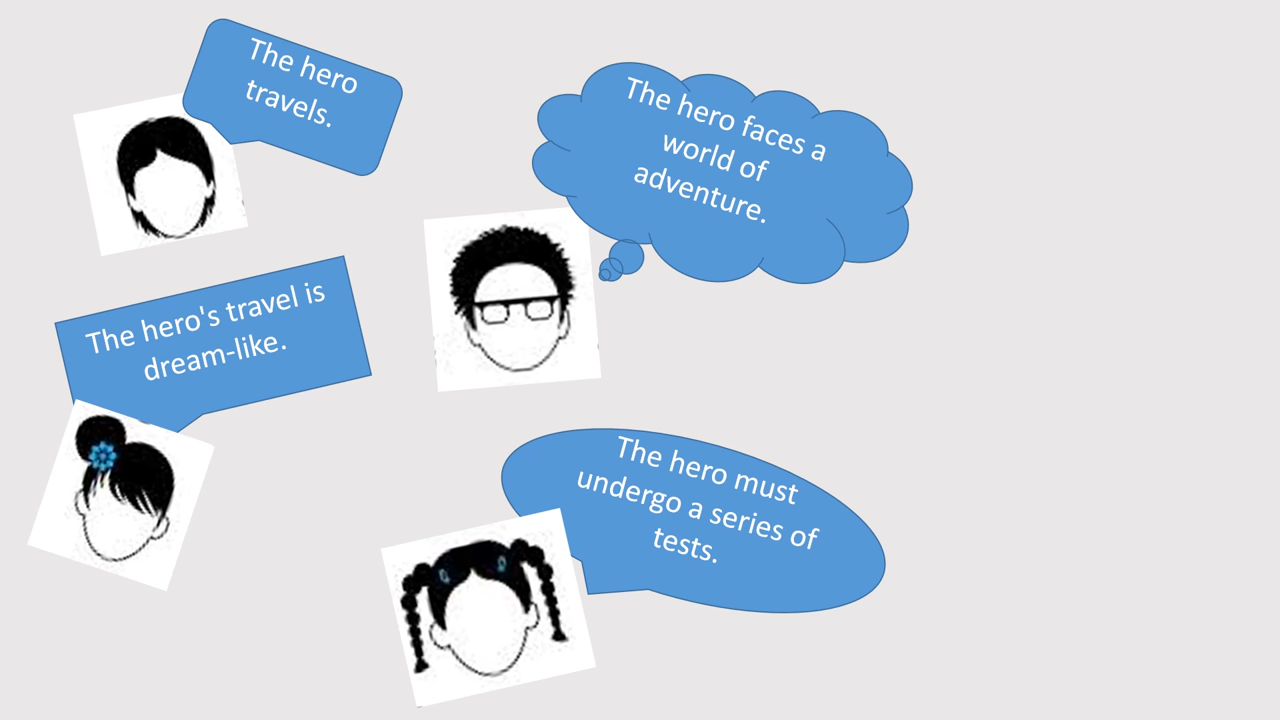 The hero
travels.
The hero faces a
world of
adventure.
The hero's travel is
dream-like.
The hero must
undergo a series of
tests.